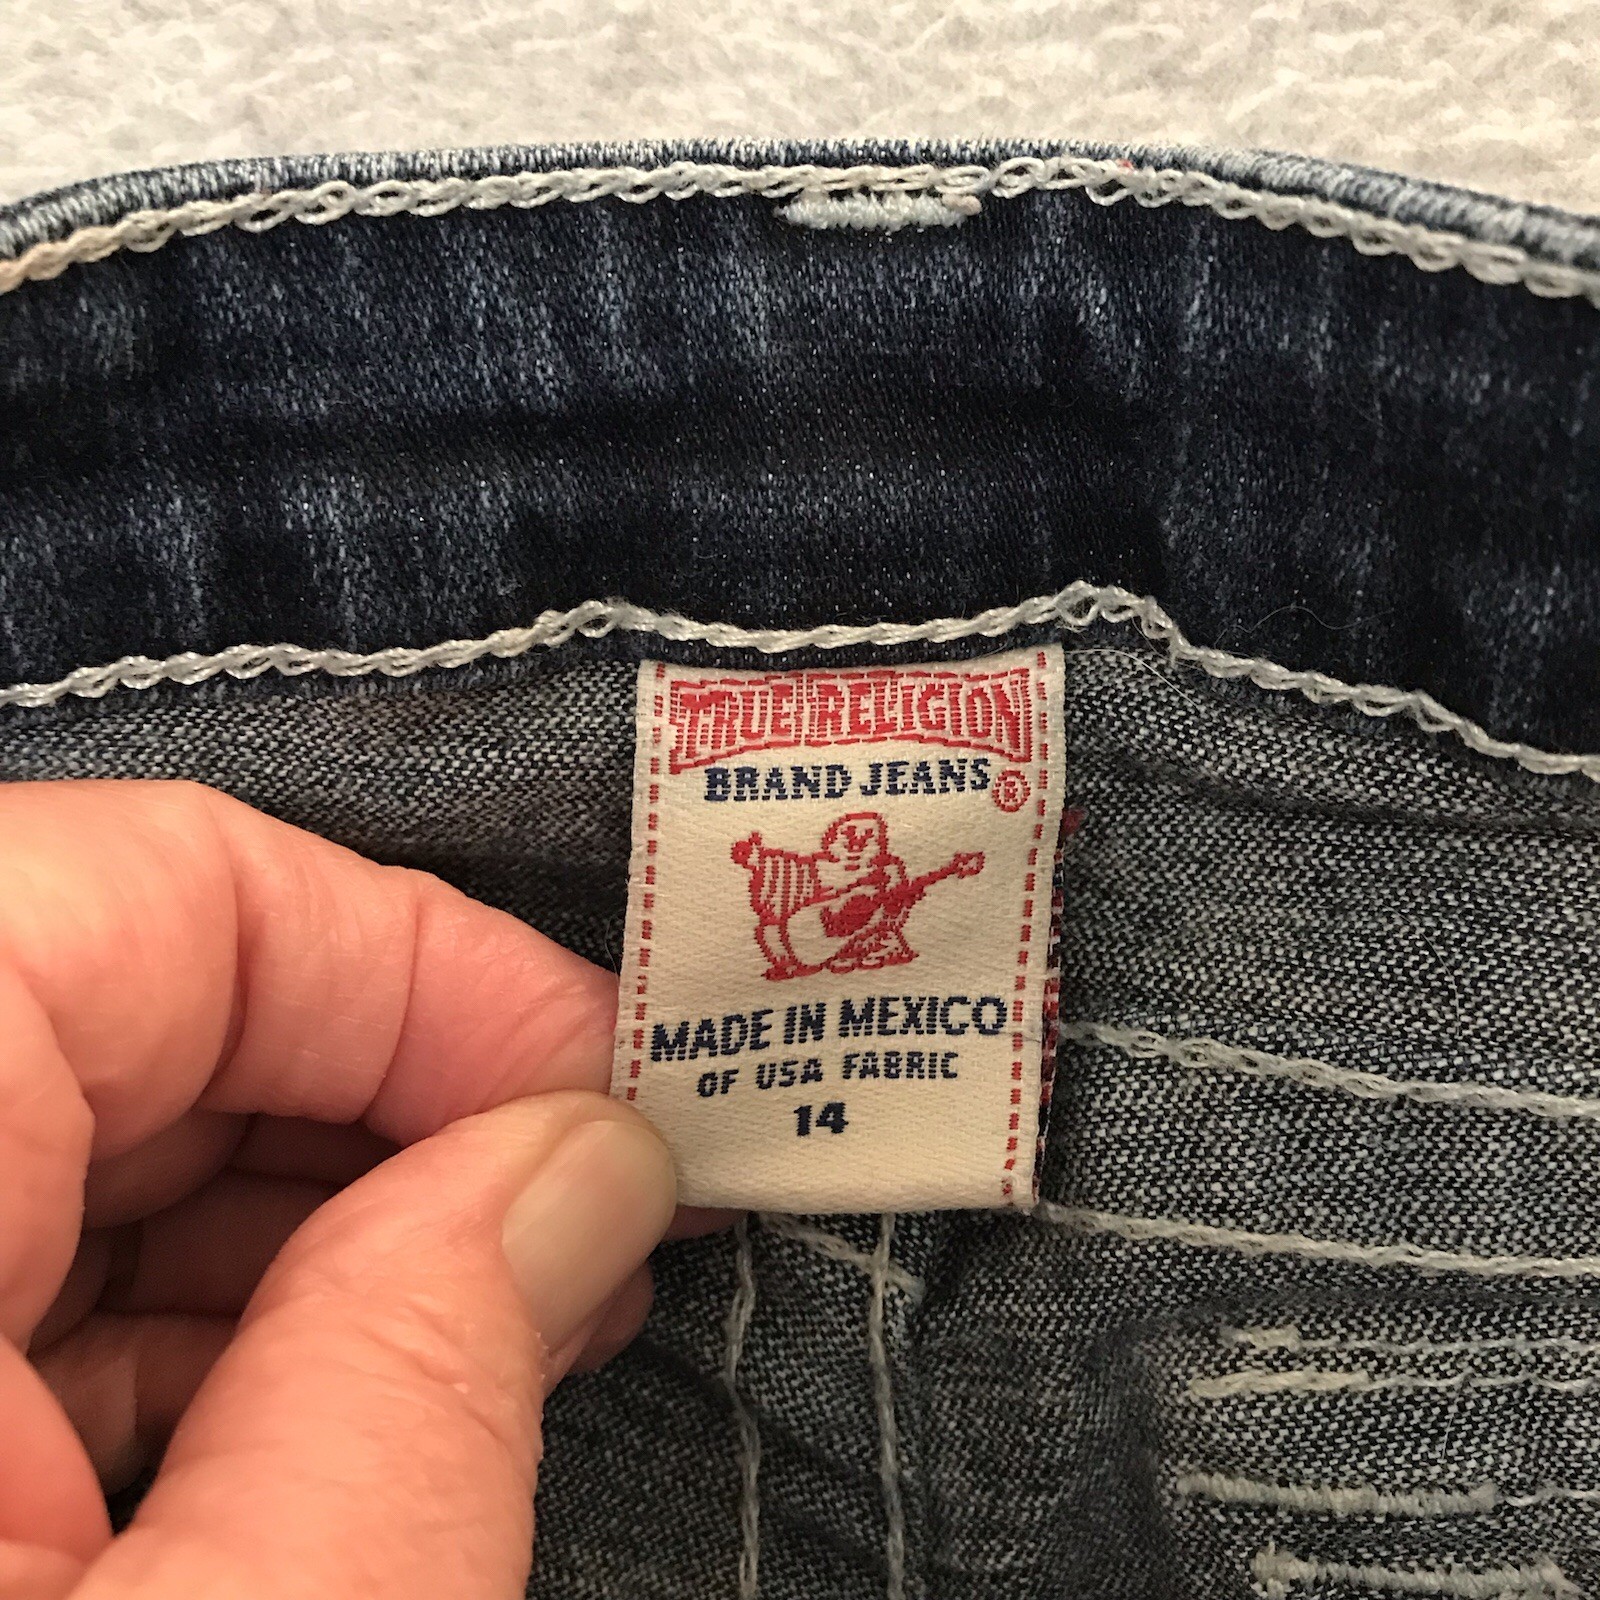 TRUE RELIGION
BRAND JEANS ®
MADE IN MEXICO
OF USA FABRIC
14